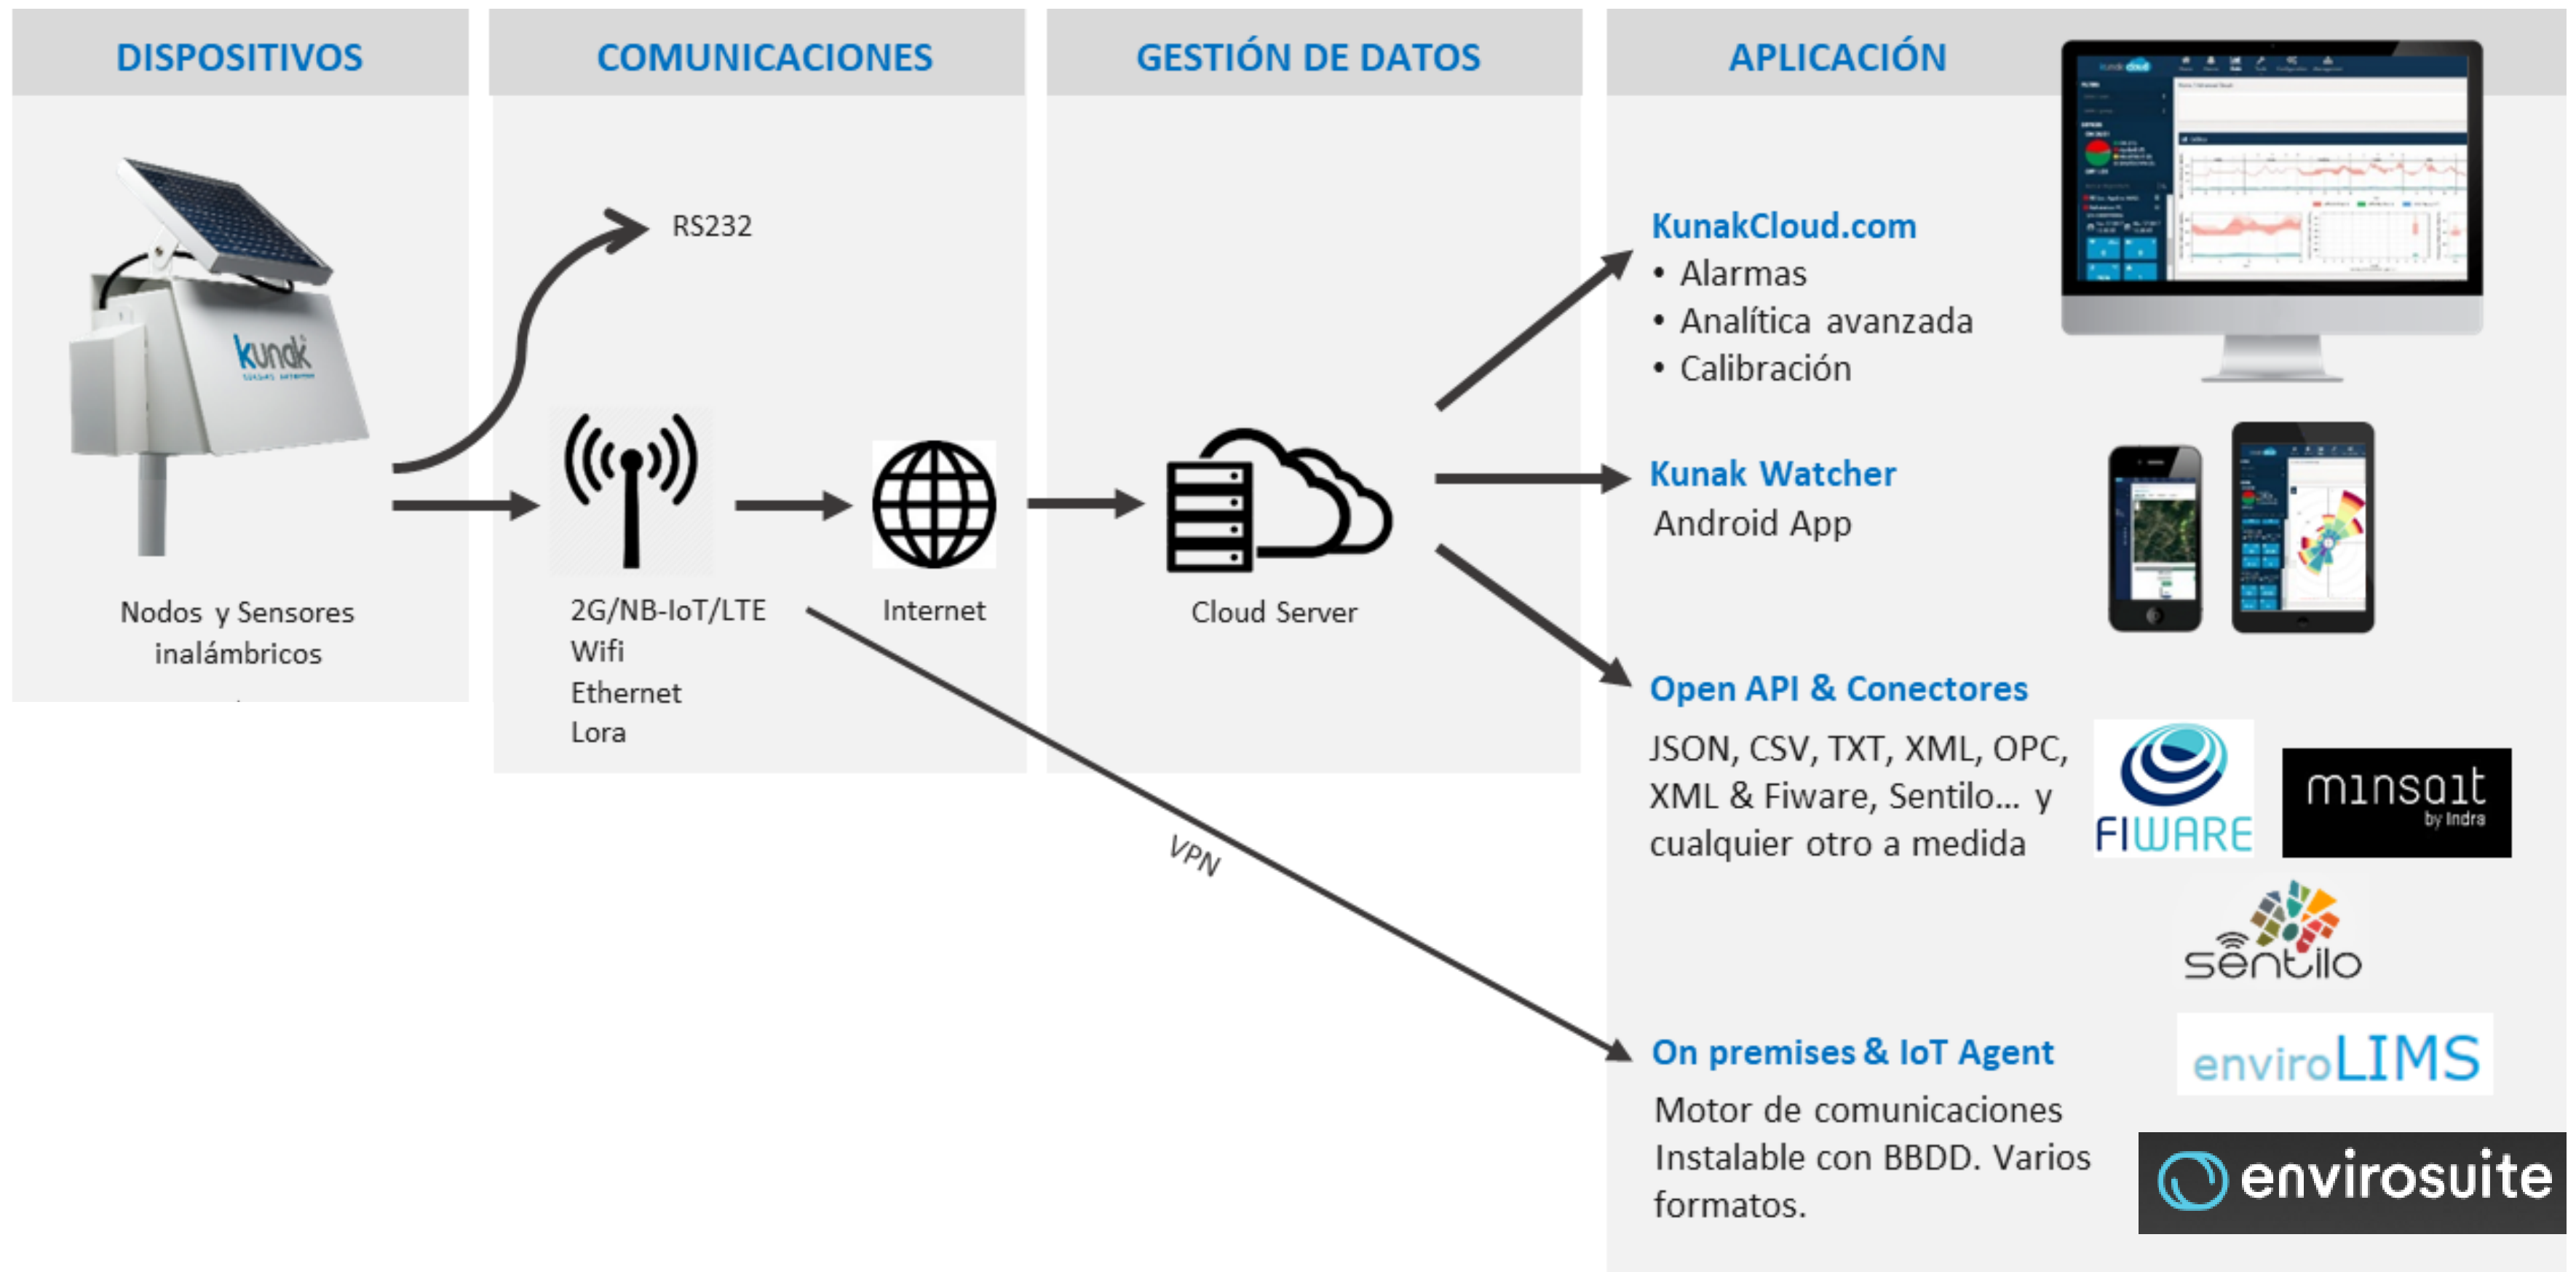 DISPOSITIVOS
COMUNICACIONES
GESTIÓN DE DATOS
APLICACIÓN
kunak
Nodos y Sensores
inalámbricos
RS232
2G/NB-IoT/LTE
Wifi
Ethernet
Lora
Internet
Cloud Server
VPN
KunakCloud.com
• Alarmas
• Analítica avanzada
• Calibración
Kunak Watcher
Android App
Open API & Conectores
JSON, CSV, TXT, XML, OPC,
XML & Fiware, Sentilo... y
cualquier otro a medida
FIWARE
minsait
by Indra
sentilo
On premises & IoT Agent
Motor de comunicaciones
Instalable con BBDD. Varios
formatos.
enviroLIMS
envirosuite